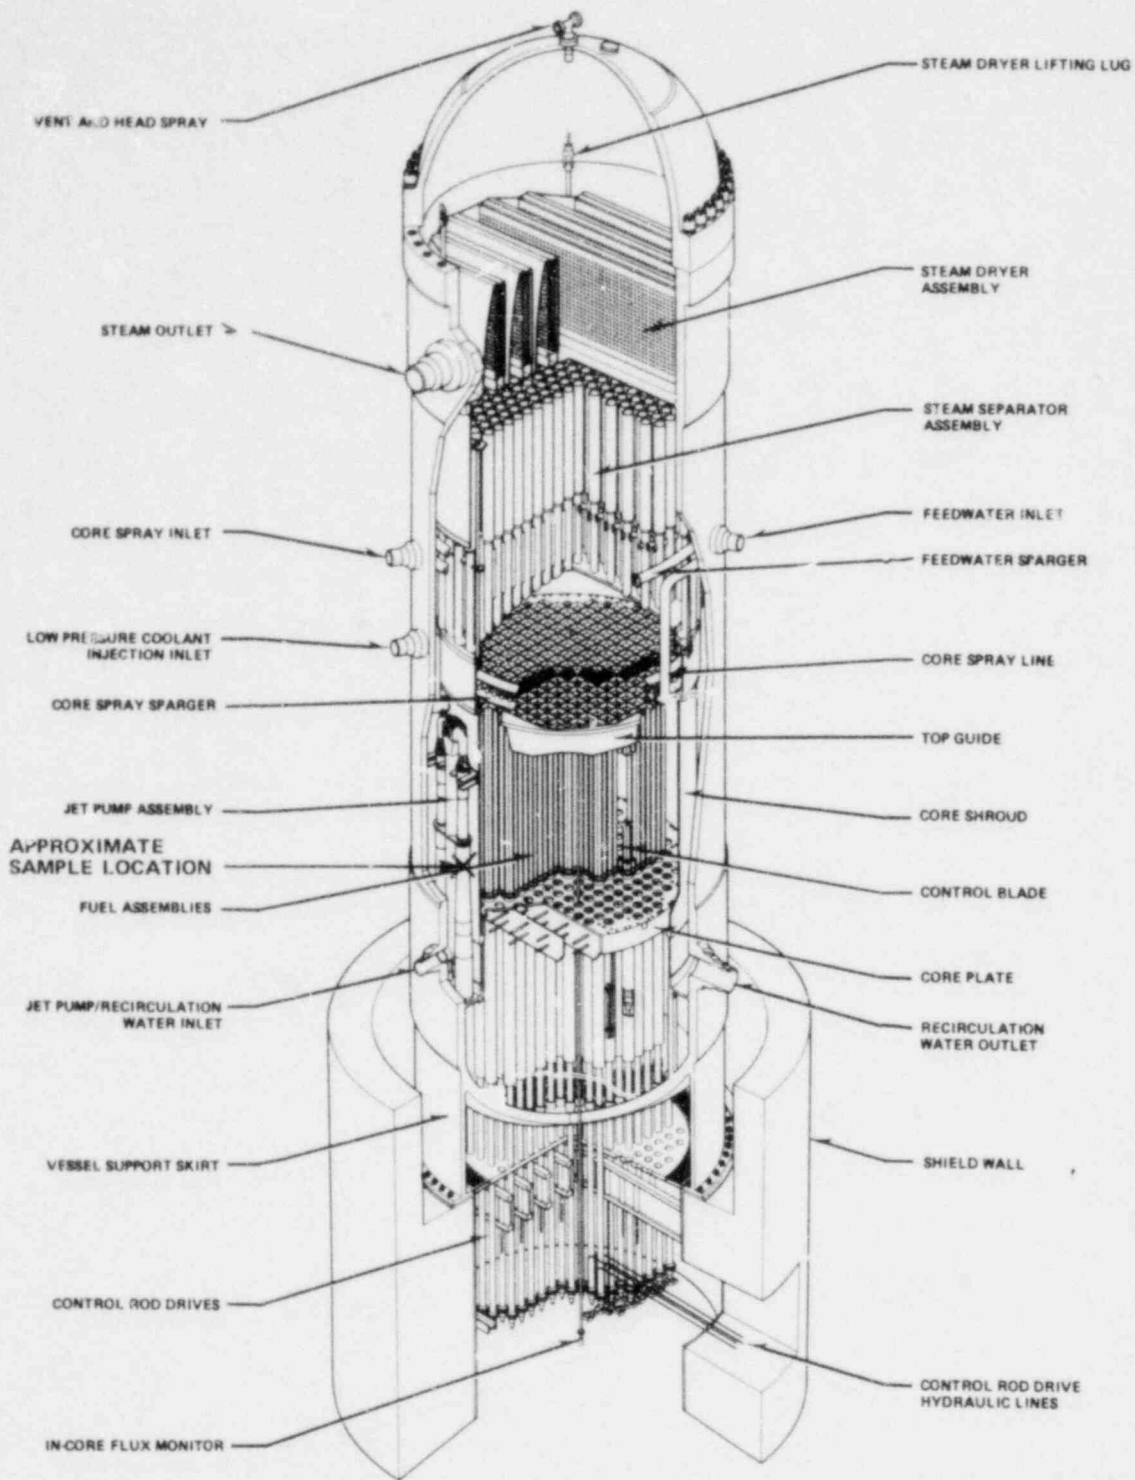 STEAM DRYER LIFTING LUG
VENT AND HEAD SPRAY
STEAM DRYER
ASSEMBLY
STEAM OUTLET
STEAM SEPARATOR
ASSEMBLY
CORE SPRAY INLET
FEEDWATER INLET
FEEDWATER SPARGER
LOW PRESSURE COOLANT
INJECTION INLET
CORE SPRAY LINE
CORE SPRAY SPARGER
TOP GUIDE
JET PUMP ASSEMBLY
CORE SHROUD
APPROXIMATE
SAMPLE LOCATION
CONTROL BLADE
FUEL ASSEMBLIES
CORE PLATE
JET PUMP/RECIRCULATION
WATER INLET
RECIRCULATION
WATER OUTLET
VESSEL SUPPORT SKIRT
SHIELD WALL
CONTROL ROD DRIVES
CONTROL ROD DRIVE
HYDRAULIC LINES
IN-CORE FLUX MONITOR